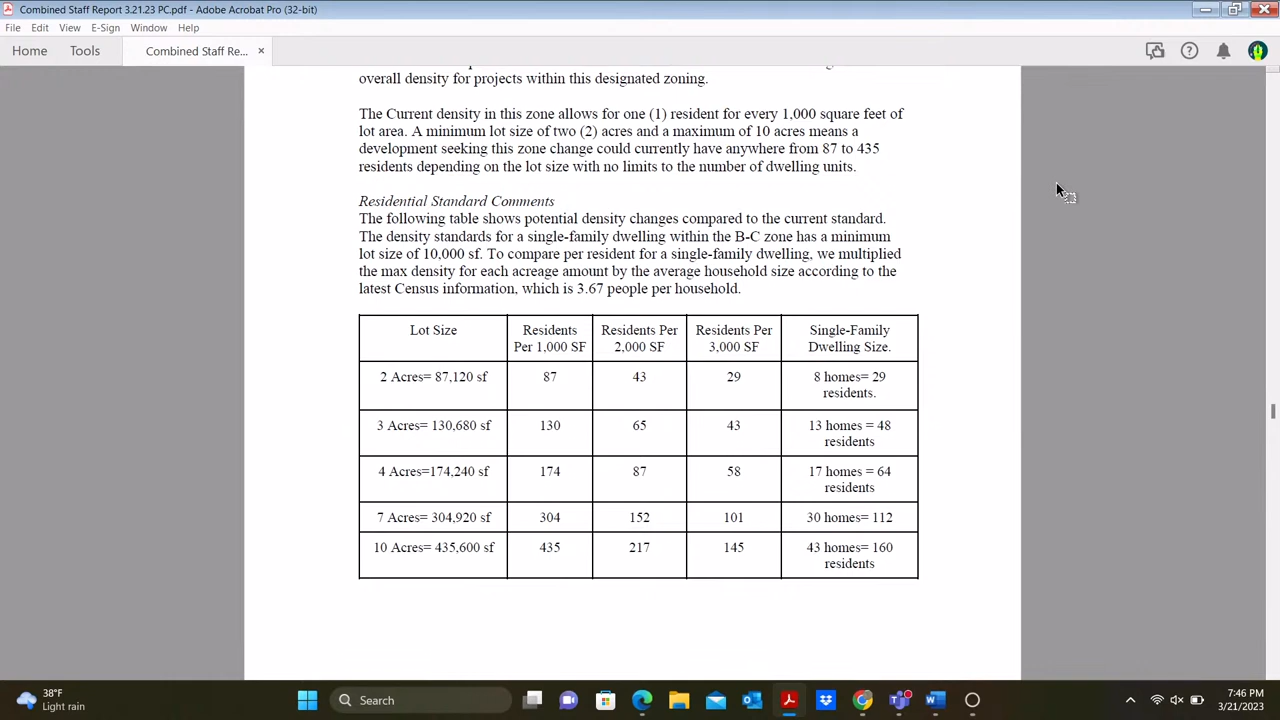 Combined Staff Report 3.21.23 PC.pdf - Adobe Acrobat Pro (32-bit)
File Edit View E-Sign Window Help
Home Tools Combined Staff Re... ×
overall density for projects within this designated zoning.
The Current density in this zone allows for one (1) resident for every 1,000 square feet of
lot area. A minimum lot size of two (2) acres and a maximum of 10 acres means a
development seeking this zone change could currently have anywhere from 87 to 435
residents depending on the lot size with no limits to the number of dwelling units.
Residential Standard Comments
The following table shows potential density changes compared to the current standard.
The density standards for a single-family dwelling within the B-C zone has a minimum
lot size of 10,000 sf. To compare per resident for a single-family dwelling, we multiplied
the max density for each acreage amount by the average household size according to the
latest Census information, which is 3.67 people per household.
Lot Size Residents Residents Per Residents Per Single-Family
Per 1,000 SF 2,000 SF 3,000 SF Dwelling Size.
2 Acres= 87,120 sf 87 43 29 8 homes= 29
residents.
3 Acres= 130,680 sf 130 65 43 13 homes = 48
residents
4 Acres=174,240 sf 174 87 58 17 homes = 64
residents
7 Acres= 304,920 sf 304 152 101 30 homes= 112
10 Acres= 435,600 sf 435 217 145 43 homes= 160
residents
38°F
Light rain
Search
7:46 PM
3/21/2023